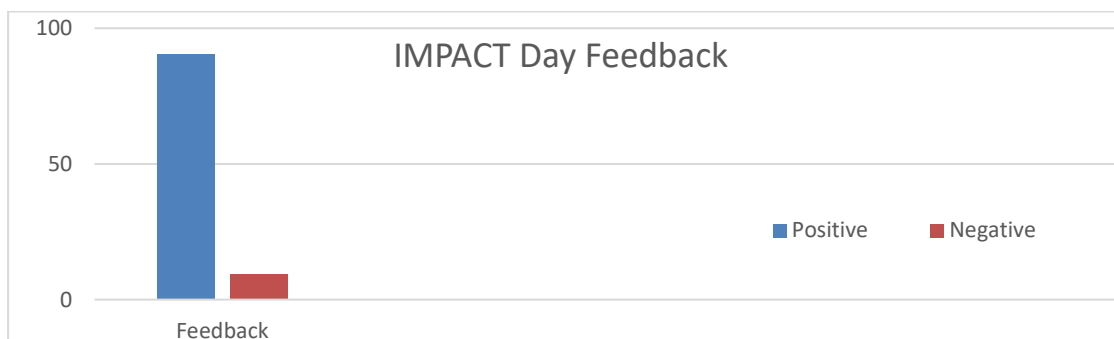 100
IMPACT Day Feedback
50
Positive Negative
0
Feedback